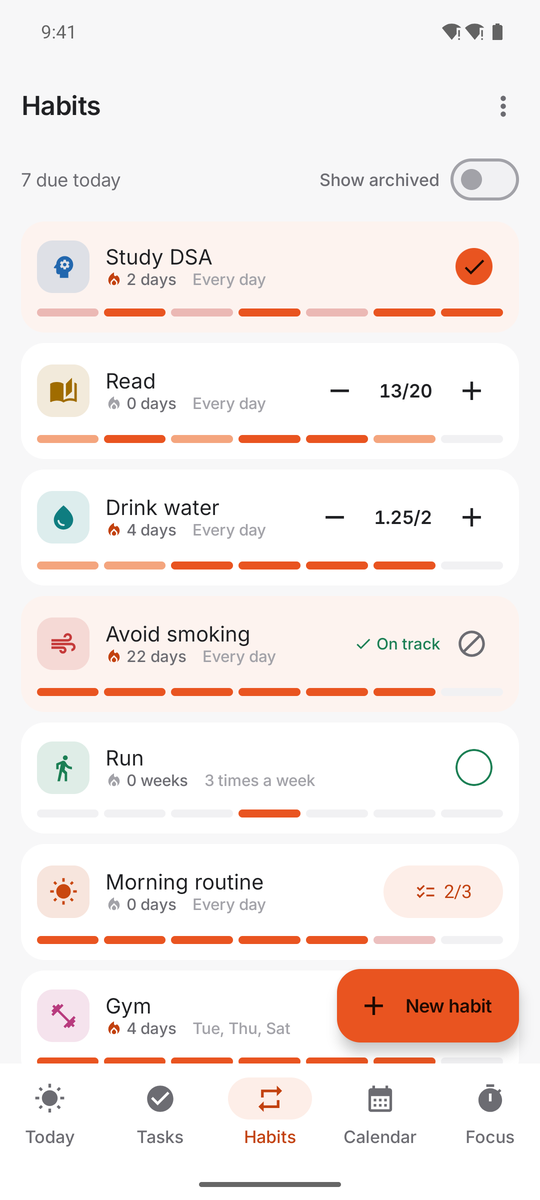 9:41
Habits
7 due today
Show archived
Study DSA
2 days Every day
Read
0 days Every day
13/20
Drink water
4 days Every day
1.25/2
Avoid smoking
22 days Every day
On track
Run
0 weeks 3 times a week
Morning routine
0 days Every day
2/3
Gym
4 days Tue, Thu, Sat
New habit
Today Tasks Habits Calendar Focus